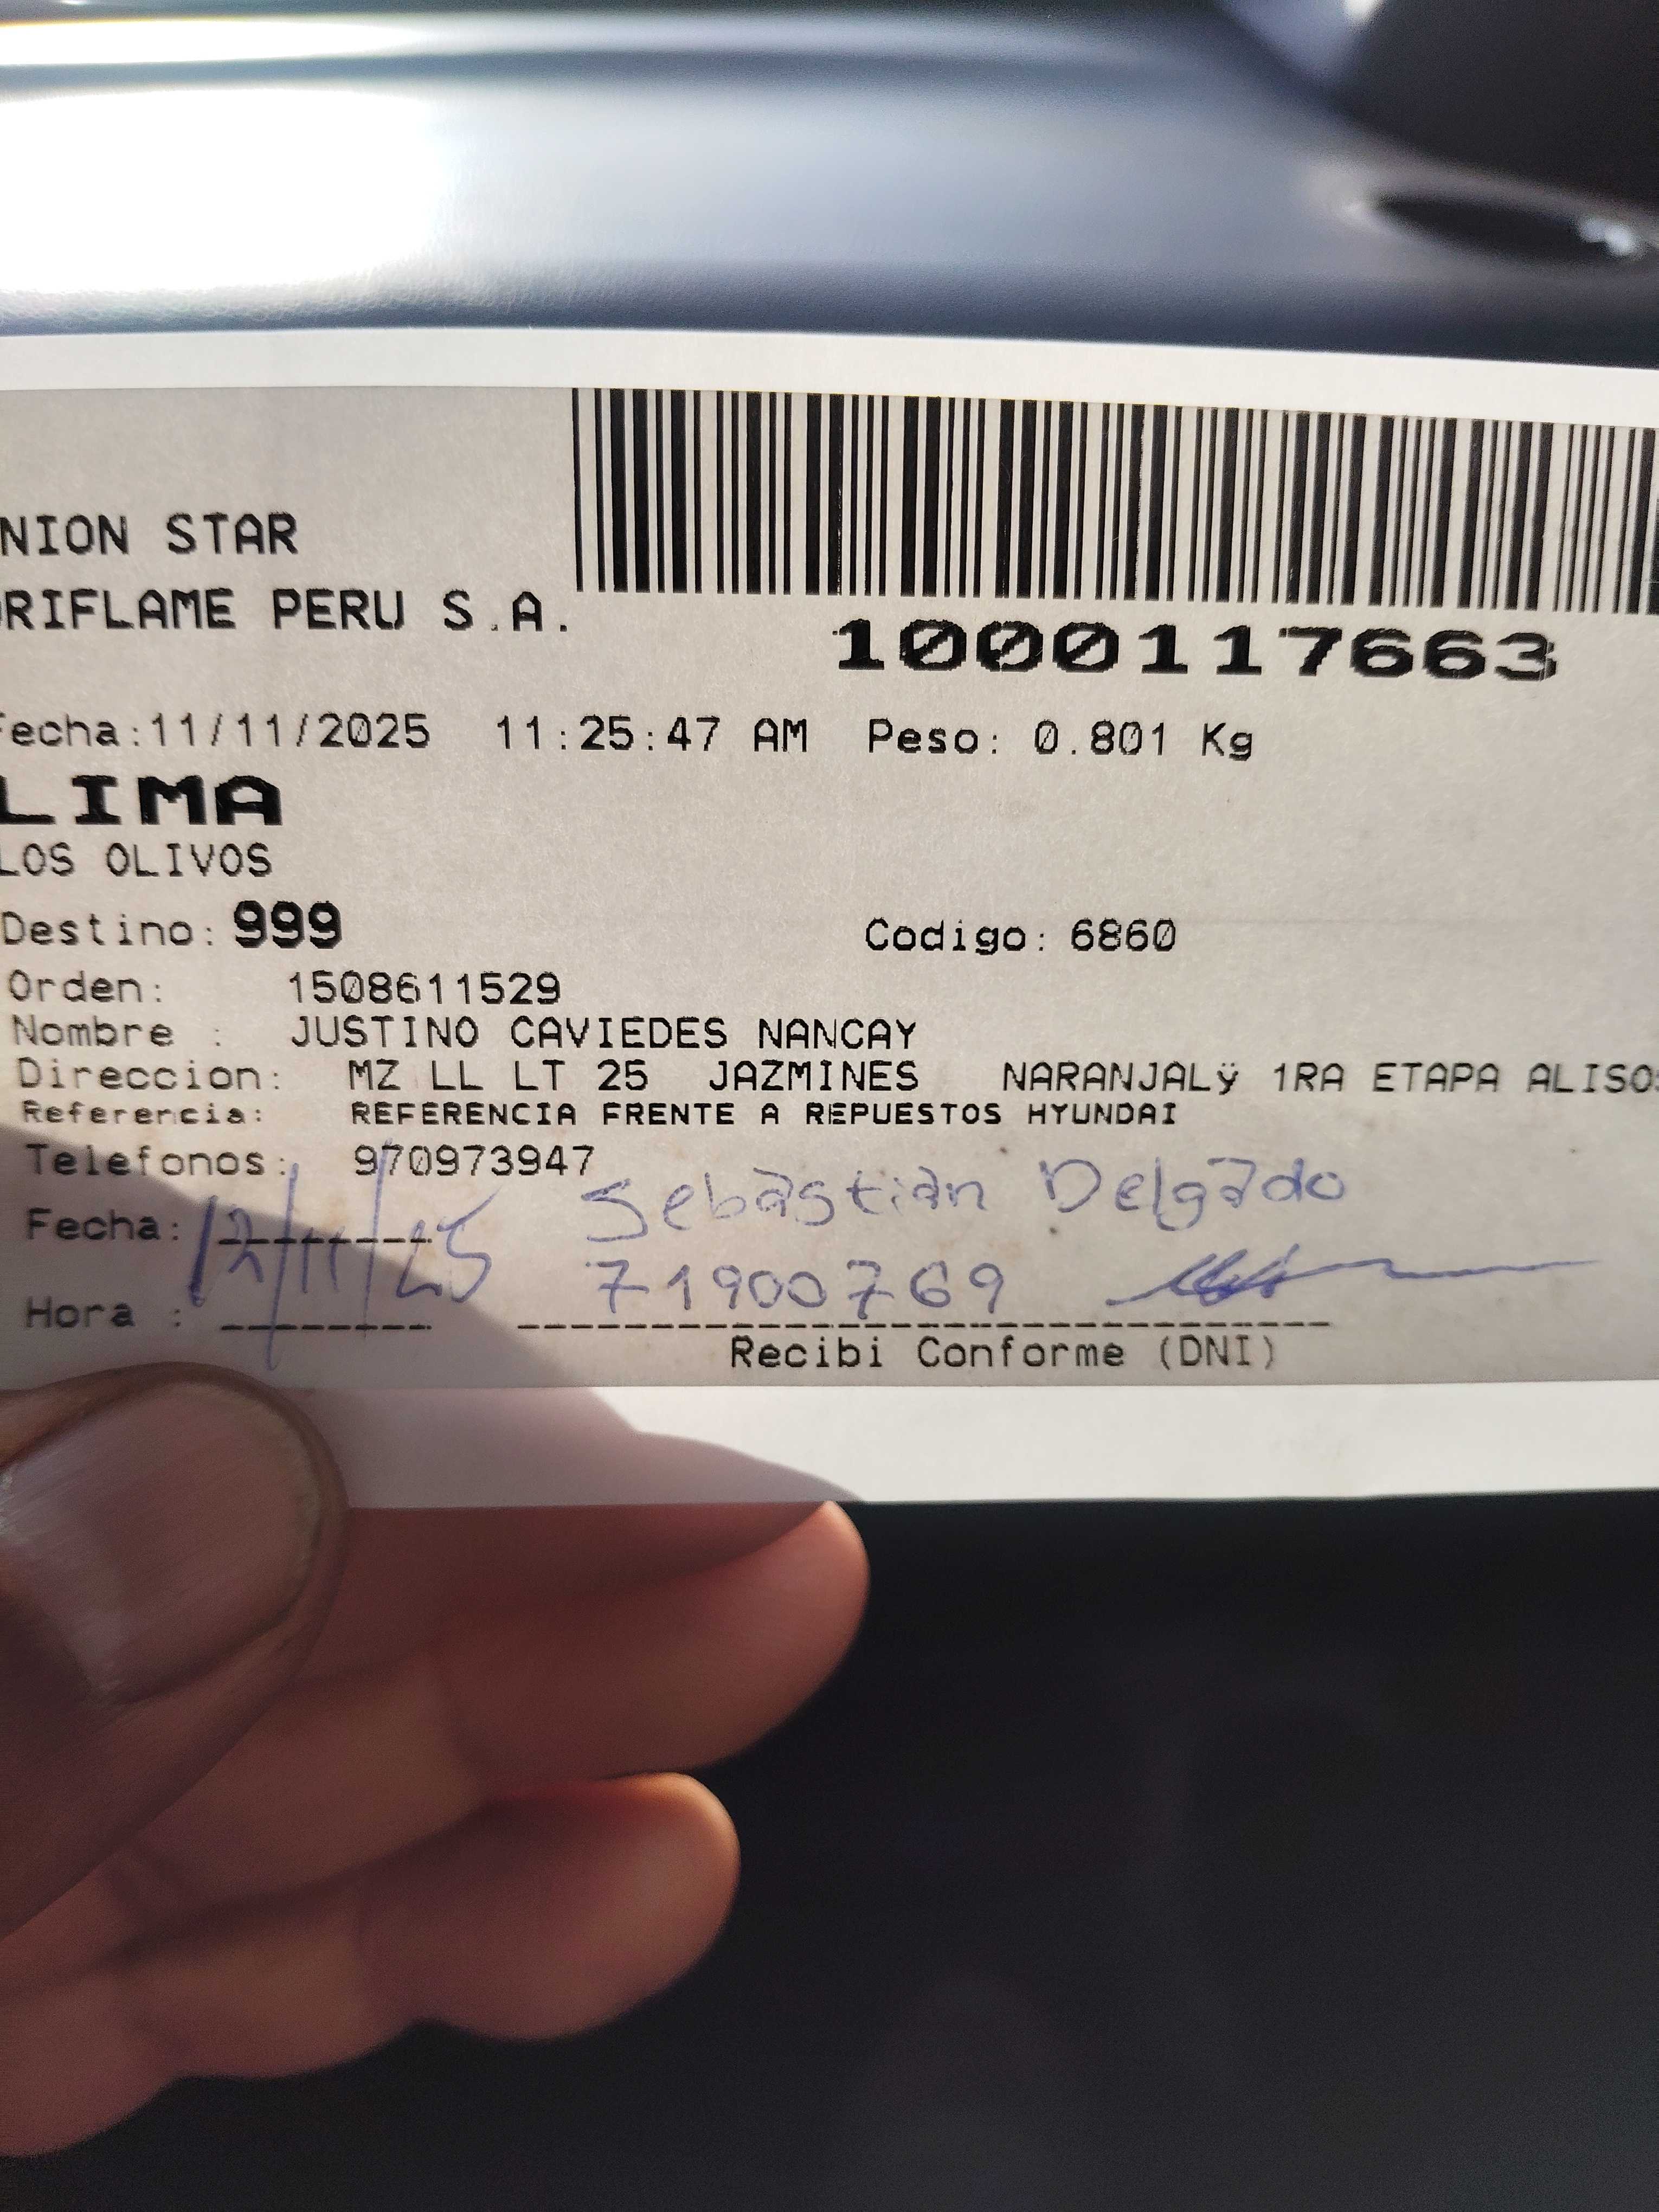 NION STAR
RIFLAME PERU S.A.
1000117663
Fecha:11/11/2025 11:25:47 AM Peso: 0.801 Kg
LIMA
LOS OLIVOS
Destino: 999 Codigo: 6860
Orden: 1508611529
Nombre : JUSTINO CAVIEDES NANCAY
Direccion: MZ LL LT 25 JAZMINES NARANJALÿ 1RA ETAPA ALISOS
Referencia: REFERENCIA FRENTE A REPUESTOS HYUNDAI
Telefonos: 970973947
Sebastian Delgado
Fecha: 12/11/25
71900769
Hora :
Recibi Conforme (DNI)